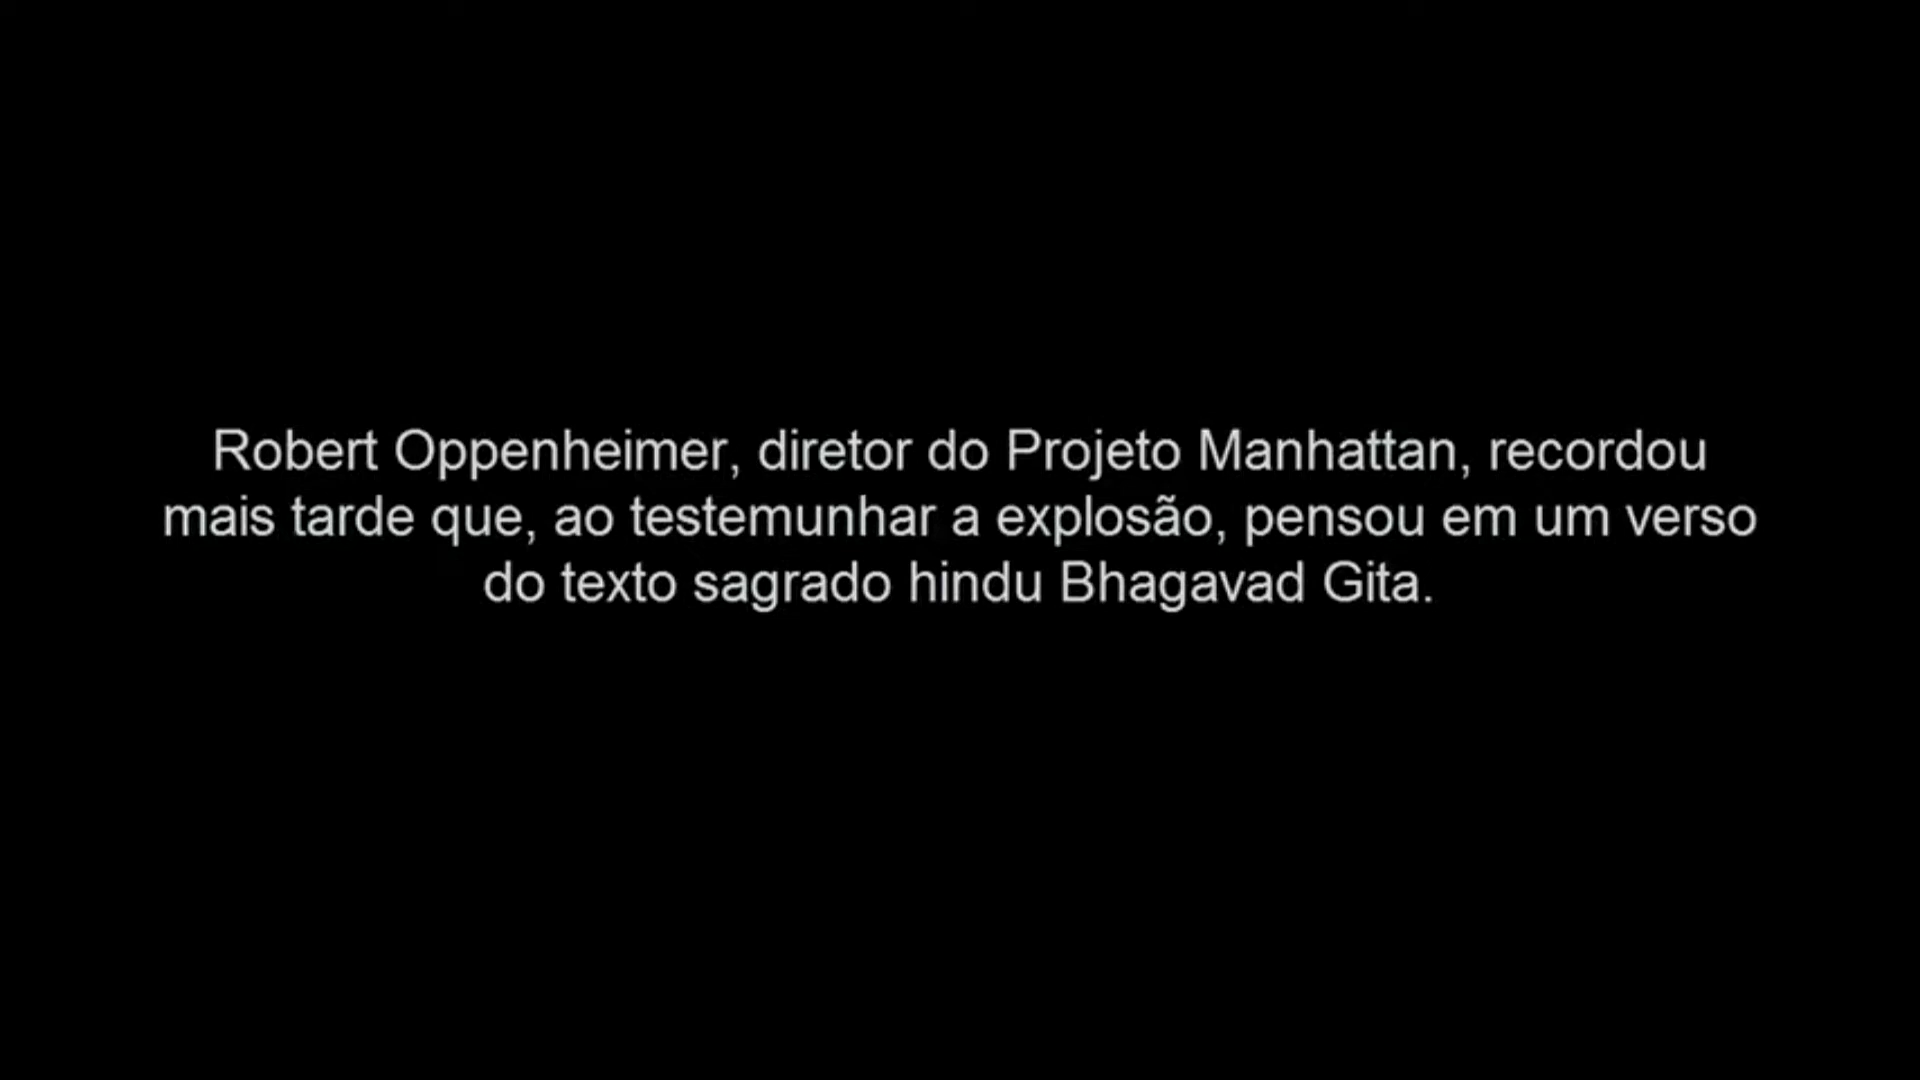 Robert Oppenheimer, diretor do Projeto Manhattan, recordou
mais tarde que, ao testemunhar a explosão, pensou em um verso
do texto sagrado hindu Bhagavad Gita.